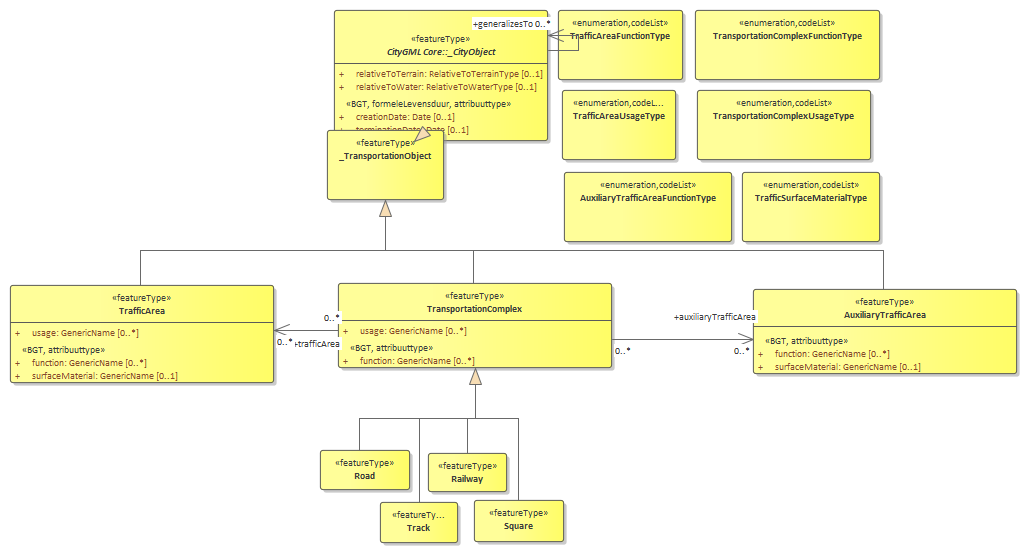 +generalizesTo 0..*
«featureType»
CityGML Core::_CityObject
+ relativeToTerrain: RelativeToTerrainType [0..1]
+ relativeToWater: RelativeToWaterType [0..1]
«BGT, formeleLevensduur, attribuuttype»
+ creationDate: Date [0..1]
+ terminationDate: Date [0..1]
«enumeration,codeList»
TrafficAreaFunctionType
«enumeration,codeList»
TransportationComplexFunctionType
«enumeration,codeL...
TrafficAreaUsageType
«enumeration,codeList»
TransportationComplexUsageType
«featureType»
_TransportationObject
«enumeration,codeList»
AuxiliaryTrafficAreaFunctionType
«enumeration,codeList»
TrafficSurfaceMaterialType
«featureType»
TrafficArea
+ usage: GenericName [0..*]
«BGT, attribuuttype»
+ function: GenericName [0..*]
+ surfaceMaterial: GenericName [0..1]
0..*
0..*
+trafficArea
«featureType»
TransportationComplex
+ usage: GenericName [0..*]
«BGT, attribuuttype»
+ function: GenericName [0..*]
+auxiliaryTrafficArea
0..*
0..*
«featureType»
AuxiliaryTrafficArea
«BGT, attribuuttype»
+ function: GenericName [0..*]
+ surfaceMaterial: GenericName [0..1]
«featureType»
Road
«featureType»
Railway
«featureTy...
Track
«featureType»
Square